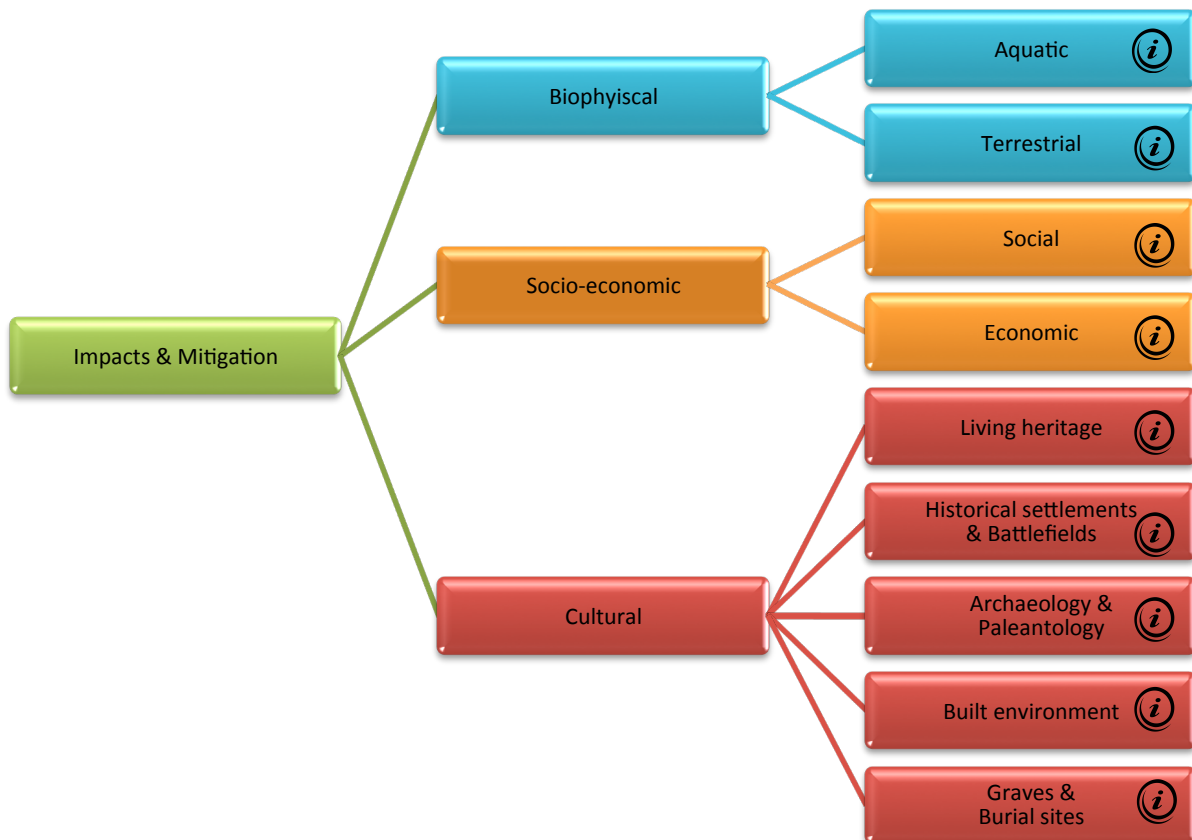 Impacts & Mitigation
Biophyiscal
Aquatic
i
Terrestrial
i
Socio-economic
Social
i
Economic
i
Cultural
Living heritage
i
Historical settlements
& Battlefields
i
Archaeology &
Paleantology
i
Built environment
i
Graves &
Burial sites
i